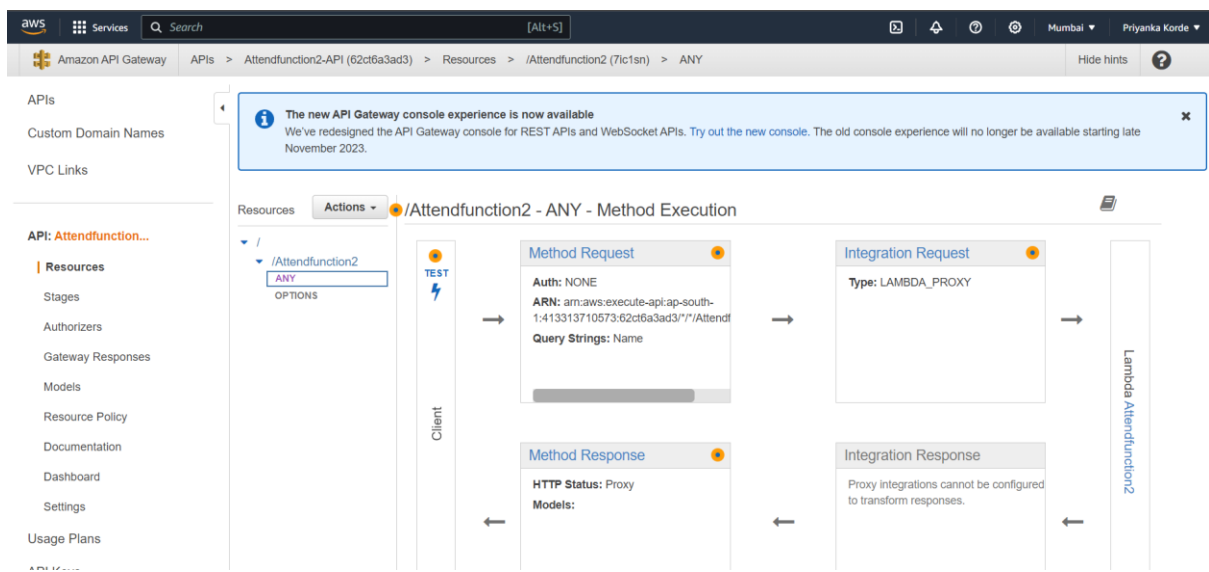 aws Services Search [Alt+S] Mumbai ▼ Priyanka Korde ▼
Amazon API Gateway APIs > Attendfunction2-API (62ct6a3ad3) > Resources > /Attendfunction2 (7ic1sn) > ANY Hide hints ?
APIs
Custom Domain Names
VPC Links
API: Attendfunction...
Resources
Stages
Authorizers
Gateway Responses
Models
Resource Policy
Documentation
Dashboard
Settings
Usage Plans
The new API Gateway console experience is now available
We've redesigned the API Gateway console for REST APIs and WebSocket APIs. Try out the new console. The old console experience will no longer be available starting late
November 2023.
Resources Actions
/
/Attendfunction2
ANY
OPTIONS
/Attendfunction2 - ANY - Method Execution
TEST
Client
Method Request
Auth: NONE
ARN: arn:aws:execute-api:ap-south-
1:413313710573:62ct6a3ad3/*/*/Attendf
Query Strings: Name
Integration Request
Type: LAMBDA_PROXY
Lambda Attendfunction2
Method Response
HTTP Status: Proxy
Models:
Integration Response
Proxy integrations cannot be configured
to transform responses.